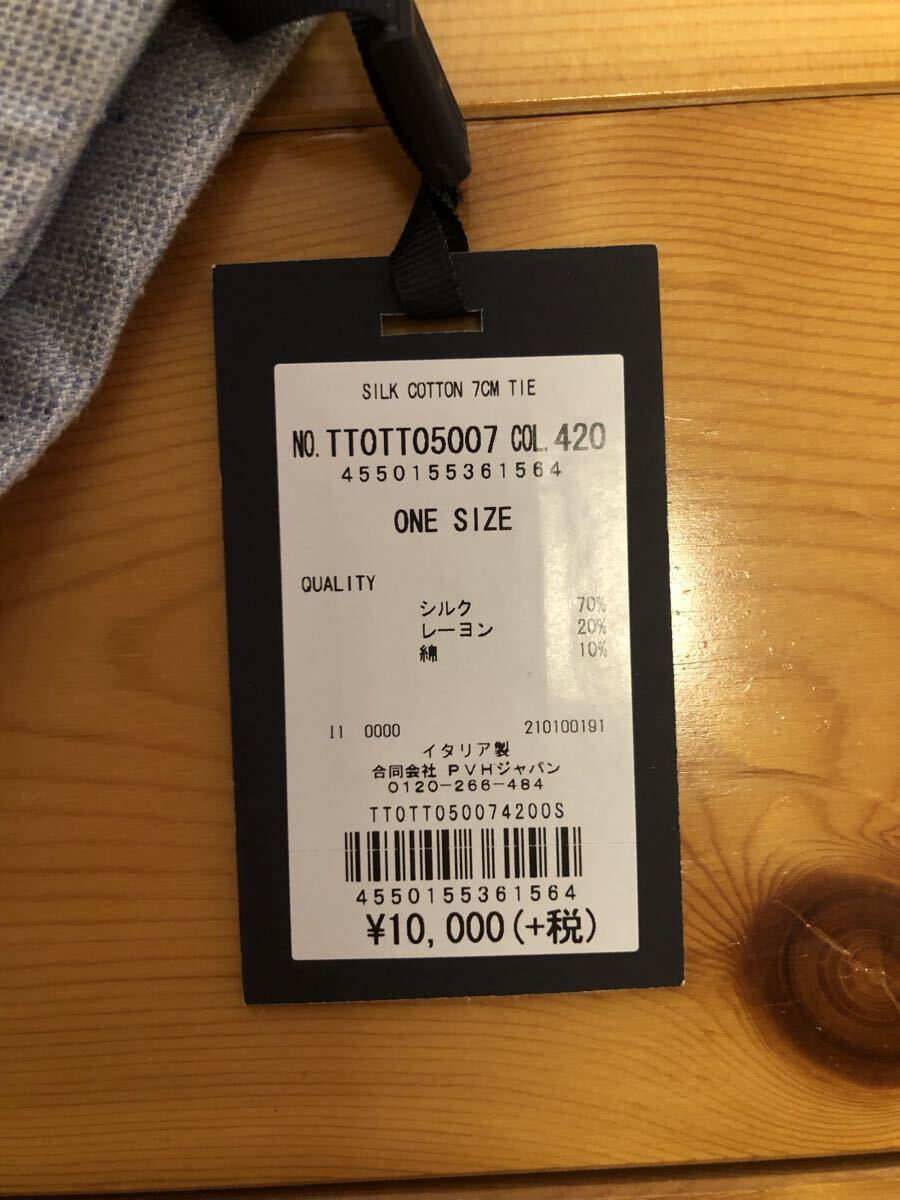 SILK COTTON 7CM TIE
NO. TT0TT05007 COL. 420
4550155361564
ONE SIZE
QUALITY
シルク 70%
レーヨン 20%
綿 10%
I1 0000 210100191
イタリア製
合同会社 PVHジャパン
0120-266-484
TT0TT050074200S
4550155361564
¥10,000(+税)